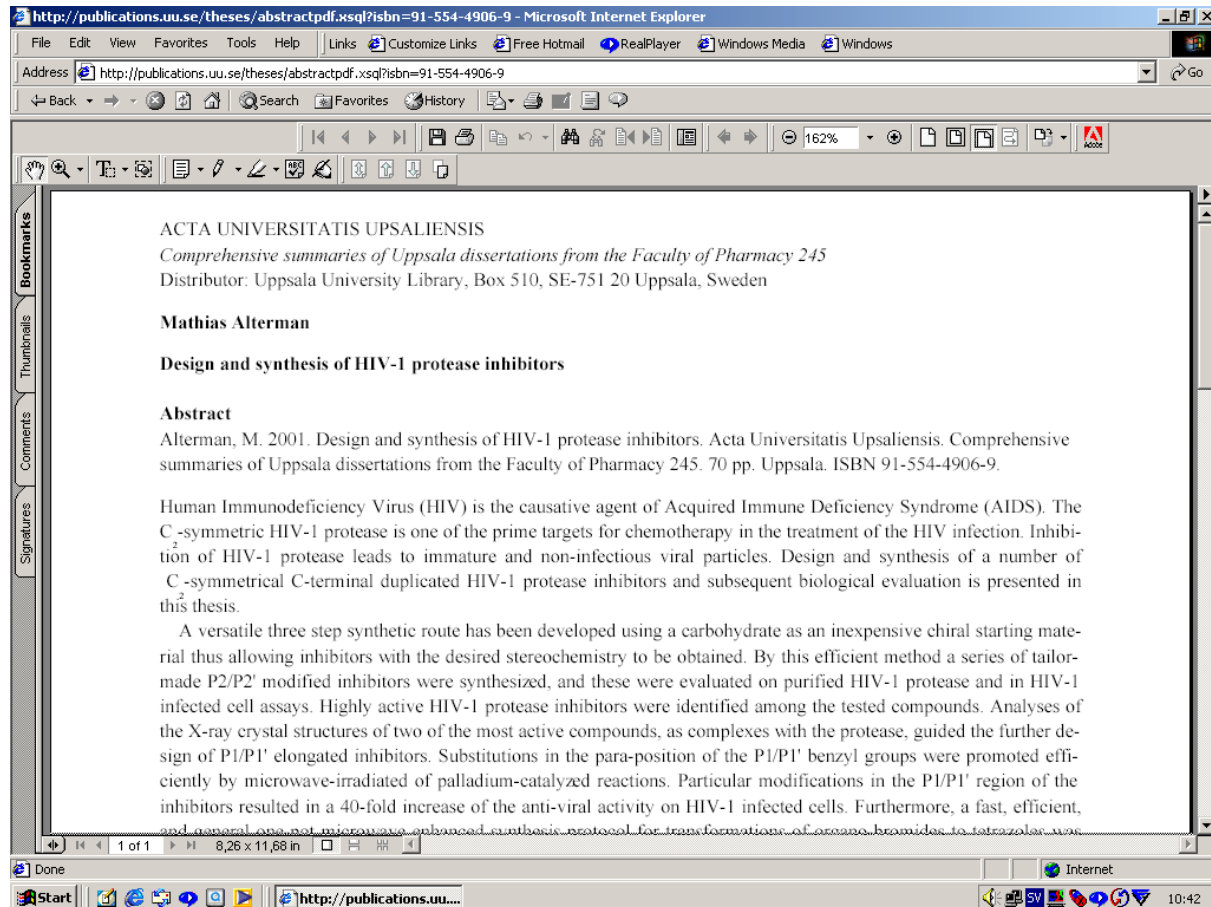 http://publications.uu.se/theses/abstractpdf.xsql?isbn=91-554-4906-9 - Microsoft Internet Explorer
File Edit View Favorites Tools Help Links Customize Links Free Hotmail RealPlayer Windows Media Windows
Address http://publications.uu.se/theses/abstractpdf.xsql?isbn=91-554-4906-9 Go
Back Search Favorites History
162% Adobe
Bookmarks
Thumbnails
Comments
Signatures
ACTA UNIVERSITATIS UPSALIENSIS
Comprehensive summaries of Uppsala dissertations from the Faculty of Pharmacy 245
Distributor: Uppsala University Library, Box 510, SE-751 20 Uppsala, Sweden
Mathias Alterman
Design and synthesis of HIV-1 protease inhibitors
Abstract
Alterman, M. 2001. Design and synthesis of HIV-1 protease inhibitors. Acta Universitatis Upsaliensis. Comprehensive
summaries of Uppsala dissertations from the Faculty of Pharmacy 245. 70 pp. Uppsala. ISBN 91-554-4906-9.
Human Immunodeficiency Virus (HIV) is the causative agent of Acquired Immune Deficiency Syndrome (AIDS). The
C2-symmetric HIV-1 protease is one of the prime targets for chemotherapy in the treatment of the HIV infection. Inhibi-
tion of HIV-1 protease leads to immature and non-infectious viral particles. Design and synthesis of a number of
C2-symmetrical C-terminal duplicated HIV-1 protease inhibitors and subsequent biological evaluation is presented in
this thesis.
A versatile three step synthetic route has been developed using a carbohydrate as an inexpensive chiral starting mate-
rial thus allowing inhibitors with the desired stereochemistry to be obtained. By this efficient method a series of tailor-
made P2/P2' modified inhibitors were synthesized, and these were evaluated on purified HIV-1 protease and in HIV-1
infected cell assays. Highly active HIV-1 protease inhibitors were identified among the tested compounds. Analyses of
the X-ray crystal structures of two of the most active compounds, as complexes with the protease, guided the further de-
sign of P1/P1' elongated inhibitors. Substitutions in the para-position of the P1/P1' benzyl groups were promoted effi-
ciently by microwave-irradiated of palladium-catalyzed reactions. Particular modifications in the P1/P1' region of the
inhibitors resulted in a 40-fold increase of the anti-viral activity on HIV-1 infected cells. Furthermore, a fast, efficient,
and general one-pot microwave enhanced synthesis protocol for transformations of organo-bromides to tetrazoles was
1 of 1 8,26 x 11,68 in
Done Internet
Start http://publications.uu.... SV 10:42